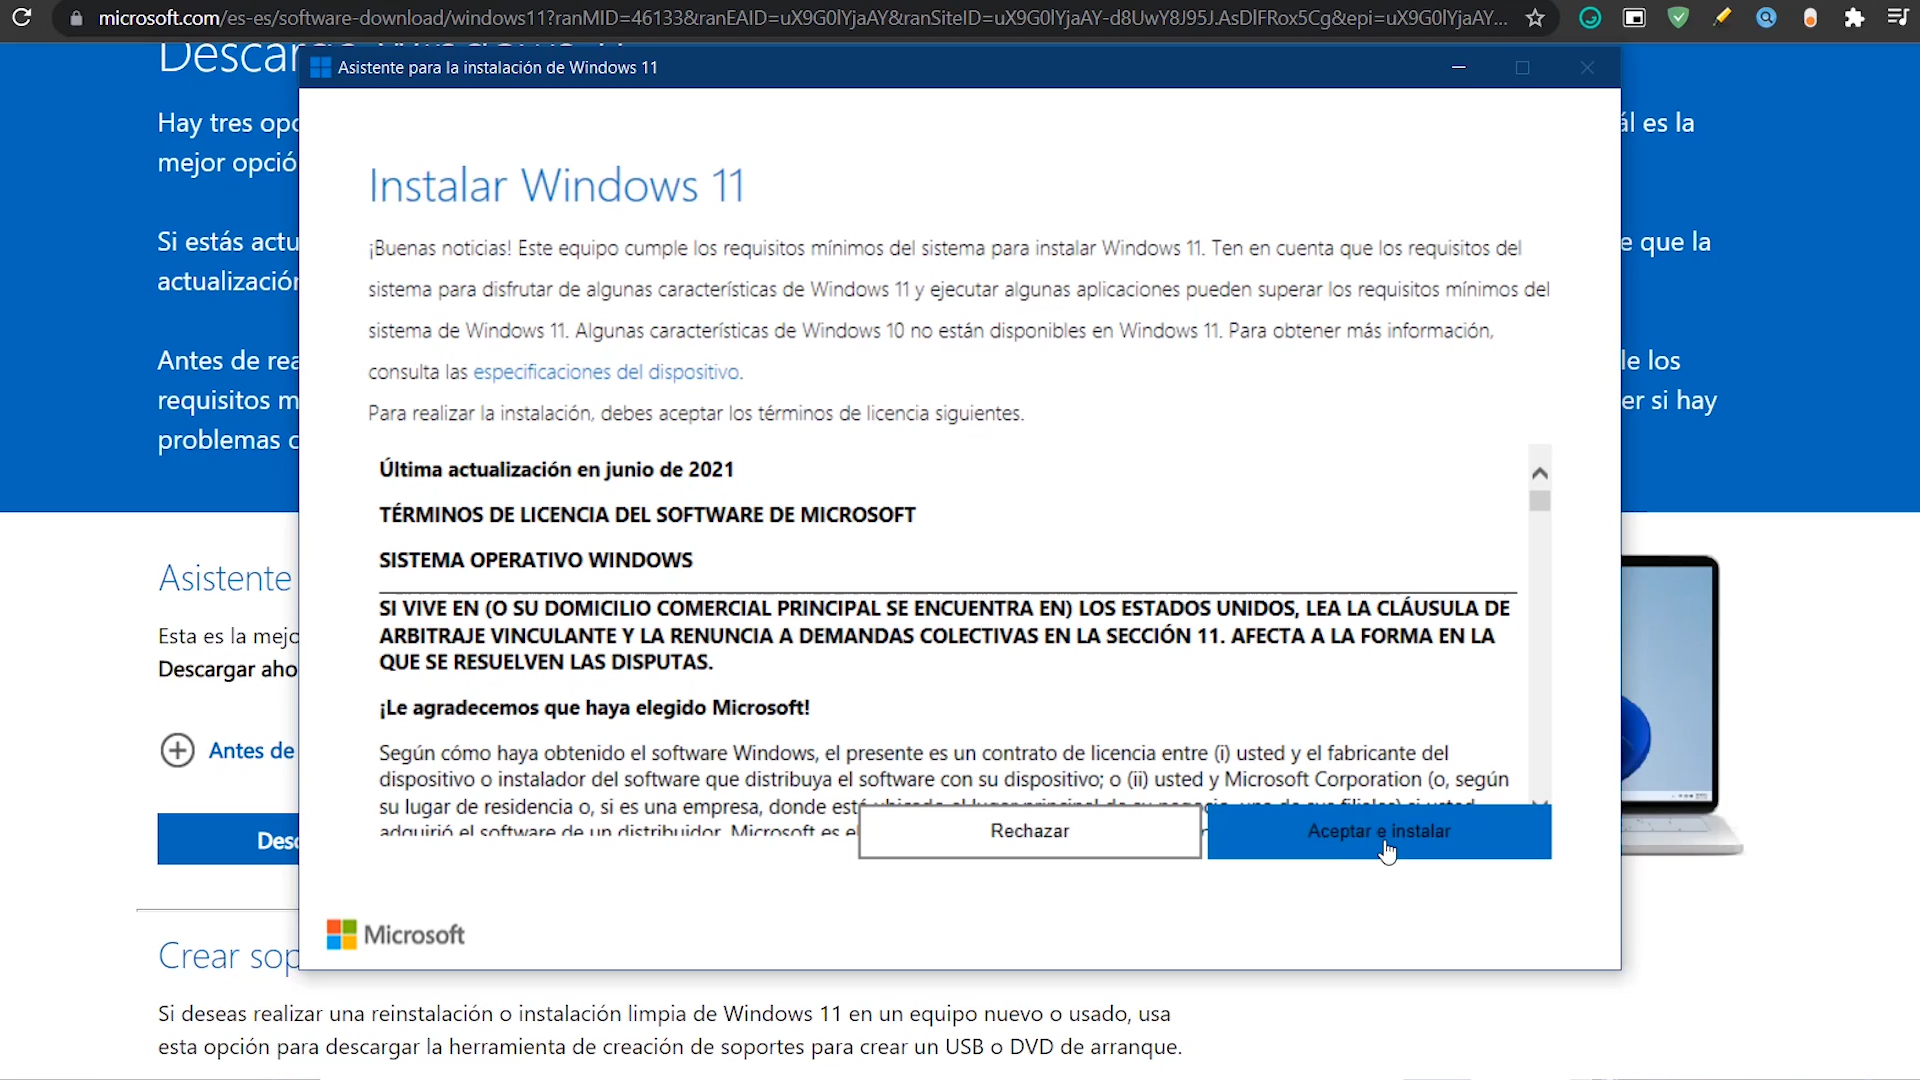 microsoft.com/es-es/software-download/windows11?ranMID=46133&ranEAID=uX9G0lYjaAY&ranSiteID=uX9G0lYjaAY-d8UwY8J95J.AsDlFRox5Cg&epi=uX9G0lYjaAY...
Asistente para la instalación de Windows 11
Hay tres opc
ál es la
mejor opció
Instalar Windows 11
Si estás actu
e que la
actualización
¡Buenas noticias! Este equipo cumple los requisitos mínimos del sistema para instalar Windows 11. Ten en cuenta que los requisitos del
sistema para disfrutar de algunas características de Windows 11 y ejecutar algunas aplicaciones pueden superar los requisitos mínimos del
sistema de Windows 11. Algunas características de Windows 10 no están disponibles en Windows 11. Para obtener más información,
consulta las especificaciones del dispositivo.
Para realizar la instalación, debes aceptar los términos de licencia siguientes.
Antes de rea
le los
requisitos m
er si hay
problemas c
Última actualización en junio de 2021
TÉRMINOS DE LICENCIA DEL SOFTWARE DE MICROSOFT
SISTEMA OPERATIVO WINDOWS
SI VIVE EN (O SU DOMICILIO COMERCIAL PRINCIPAL SE ENCUENTRA EN) LOS ESTADOS UNIDOS, LEA LA CLÁUSULA DE
ARBITRAJE VINCULANTE Y LA RENUNCIA A DEMANDAS COLECTIVAS EN LA SECCIÓN 11. AFECTA A LA FORMA EN LA
QUE SE RESUELVEN LAS DISPUTAS.
¡Le agradecemos que haya elegido Microsoft!
Según cómo haya obtenido el software Windows, el presente es un contrato de licencia entre (i) usted y el fabricante del
dispositivo o instalador del software que distribuya el software con su dispositivo; o (ii) usted y Microsoft Corporation (o, según
su lugar de residencia o, si es una empresa, donde esté
adquirió el software de un distribuidor, Microsoft es el
Rechazar
Aceptar e instalar
Microsoft
Asistente
Esta es la mejo
Descargar aho
Antes de
Desc
Crear sop
Si deseas realizar una reinstalación o instalación limpia de Windows 11 en un equipo nuevo o usado, usa
esta opción para descargar la herramienta de creación de soportes para crear un USB o DVD de arranque.